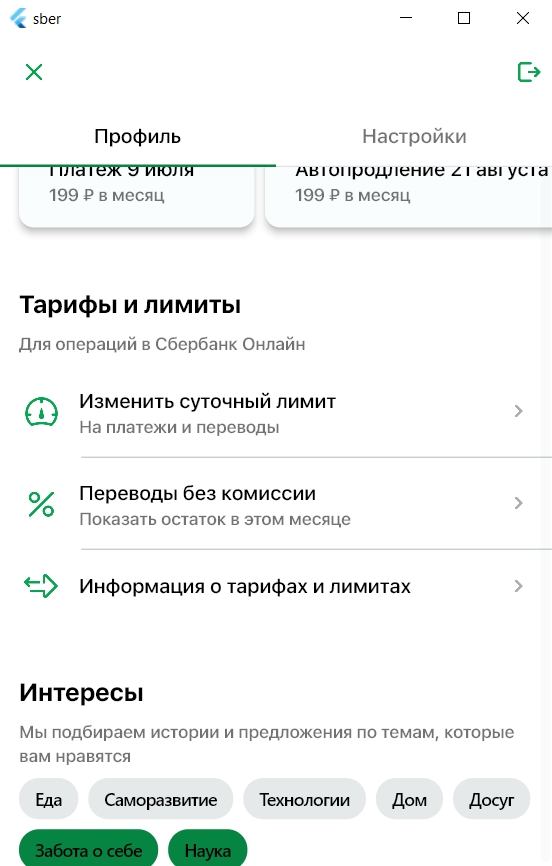 sber
Профиль
Настройки
Платеж 9 июля
Автопродление 21 августа
199 ₽ в месяц
199 ₽ в месяц
Тарифы и лимиты
Для операций в Сбербанк Онлайн
Изменить суточный лимит
На платежи и переводы
Переводы без комиссии
Показать остаток в этом месяце
Информация о тарифах и лимитах
Интересы
Мы подбираем истории и предложения по темам, которые
вам нравятся
Еда
Саморазвитие
Технологии
Дом
Досуг
Забота о себе
Наука